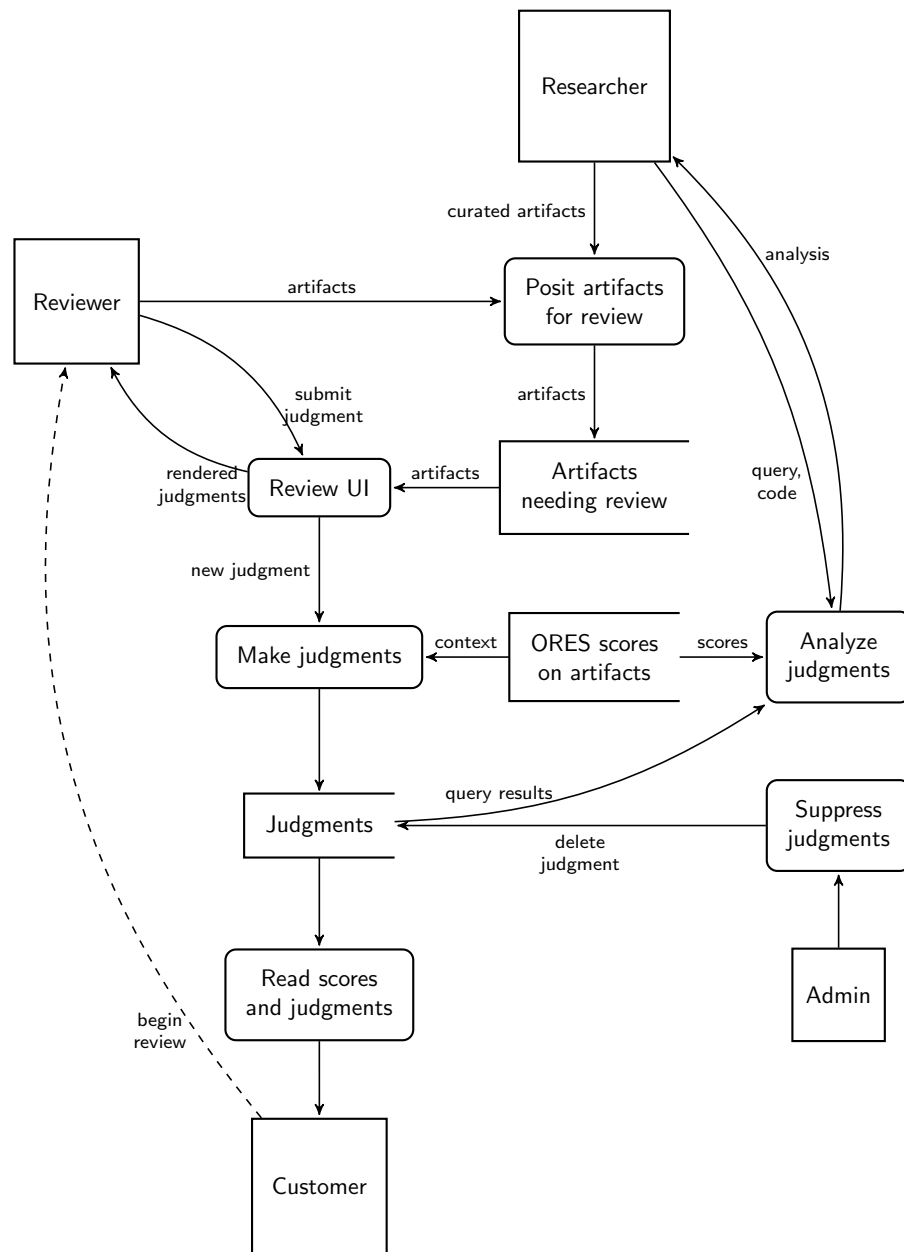 Researcher
curated artifacts
analysis
Reviewer
artifacts
Posit artifacts
for review
submit
judgment
artifacts
rendered
judgments
Review UI
artifacts
Artifacts
needing review
query,
code
new judgment
Make judgments
context
ORES scores
on artifacts
scores
Analyze
judgments
query results
Judgments
delete
judgment
Suppress
judgments
Read scores
and judgments
Admin
begin
review
Customer